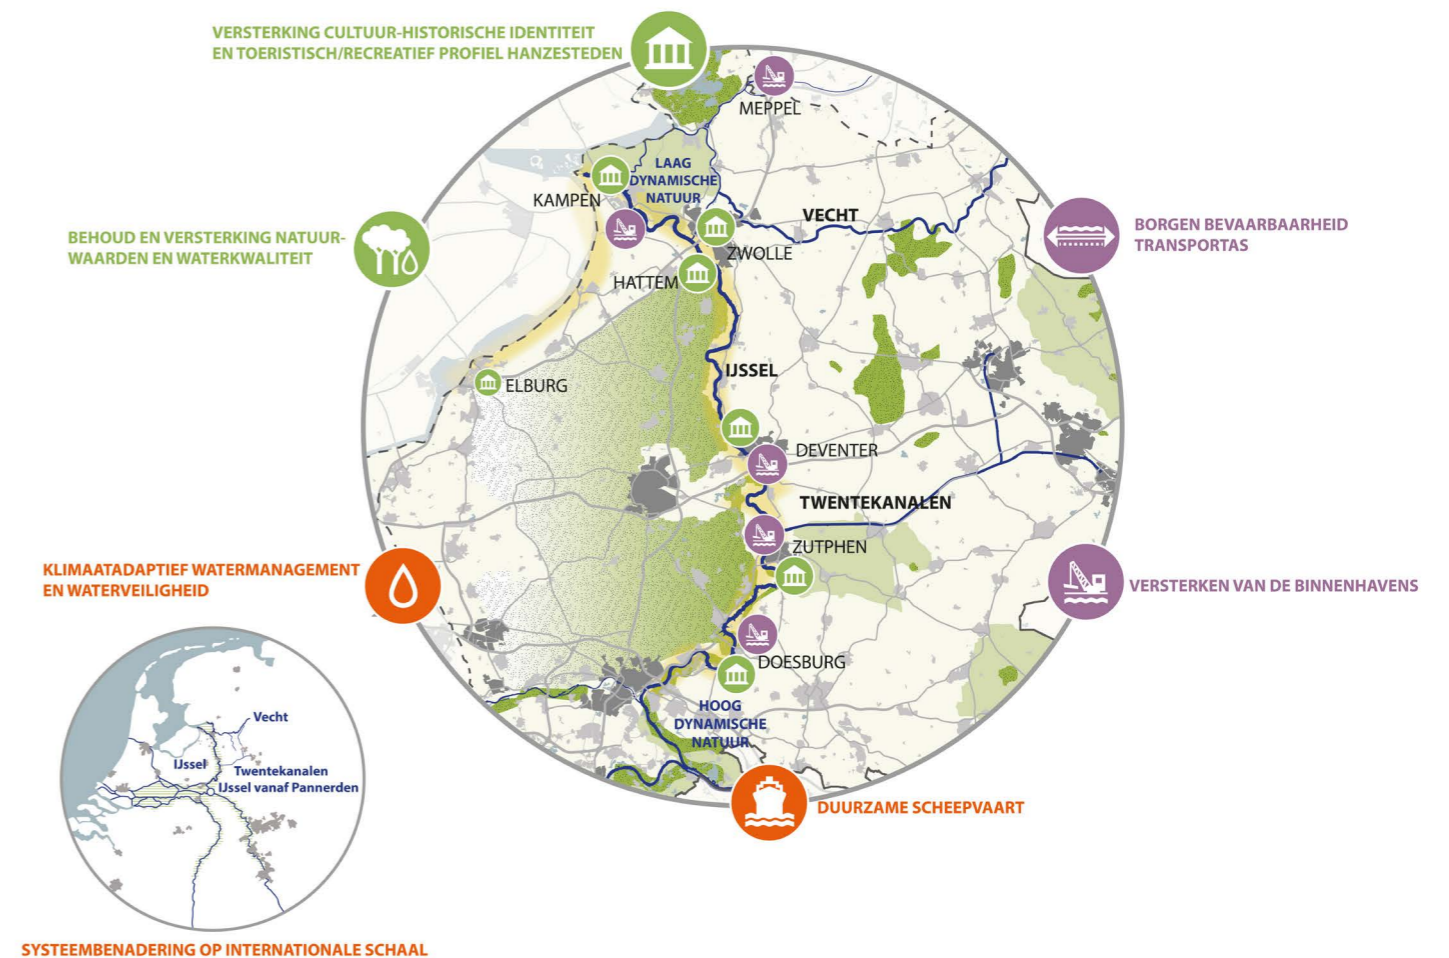 VERSTERKING CULTUUR-HISTORISCHE IDENTITEIT
EN TOERISTISCH/RECREATIEF PROFIEL HANZESTEDEN
MEPPEL
LAAG
DYNAMISCHE
NATUUR
KAMPEN
VECHT
BORGEN BEVAARBAARHEID
TRANSPORTAS
BEHOUD EN VERSTERKING NATUUR-
WAARDEN EN WATERKWALITEIT
ZWOLLE
HATTEM
IJSSEL
ELBURG
DEVENTER
TWENTEKANALEN
ZUTPHEN
KLIMAATADAPTIEF WATERMANAGEMENT
EN WATERVEILIGHEID
VERSTERKEN VAN DE BINNENHAVENS
DOESBURG
HOOG
DYNAMISCHE
NATUUR
DUURZAME SCHEEPVAART
Vecht
IJssel
Twentekanalen
IJssel vanaf Pannerden
SYSTEEMBENADERING OP INTERNATIONALE SCHAAL